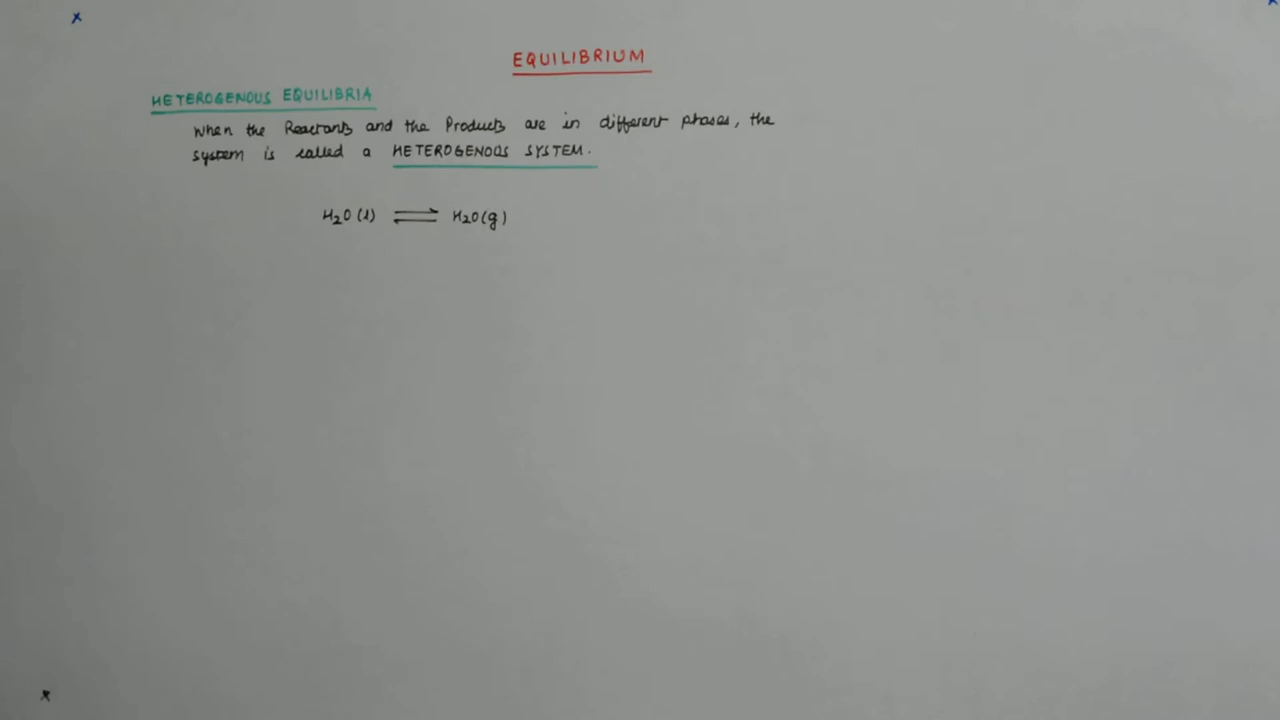 EQUILIBRIUM
HETEROGENOUS EQUILIBRIA
When the Reactants and the Products are in different phases, the
system is called a HETEROGENOUS SYSTEM.
H₂O (l) ⇌ H₂O(g)